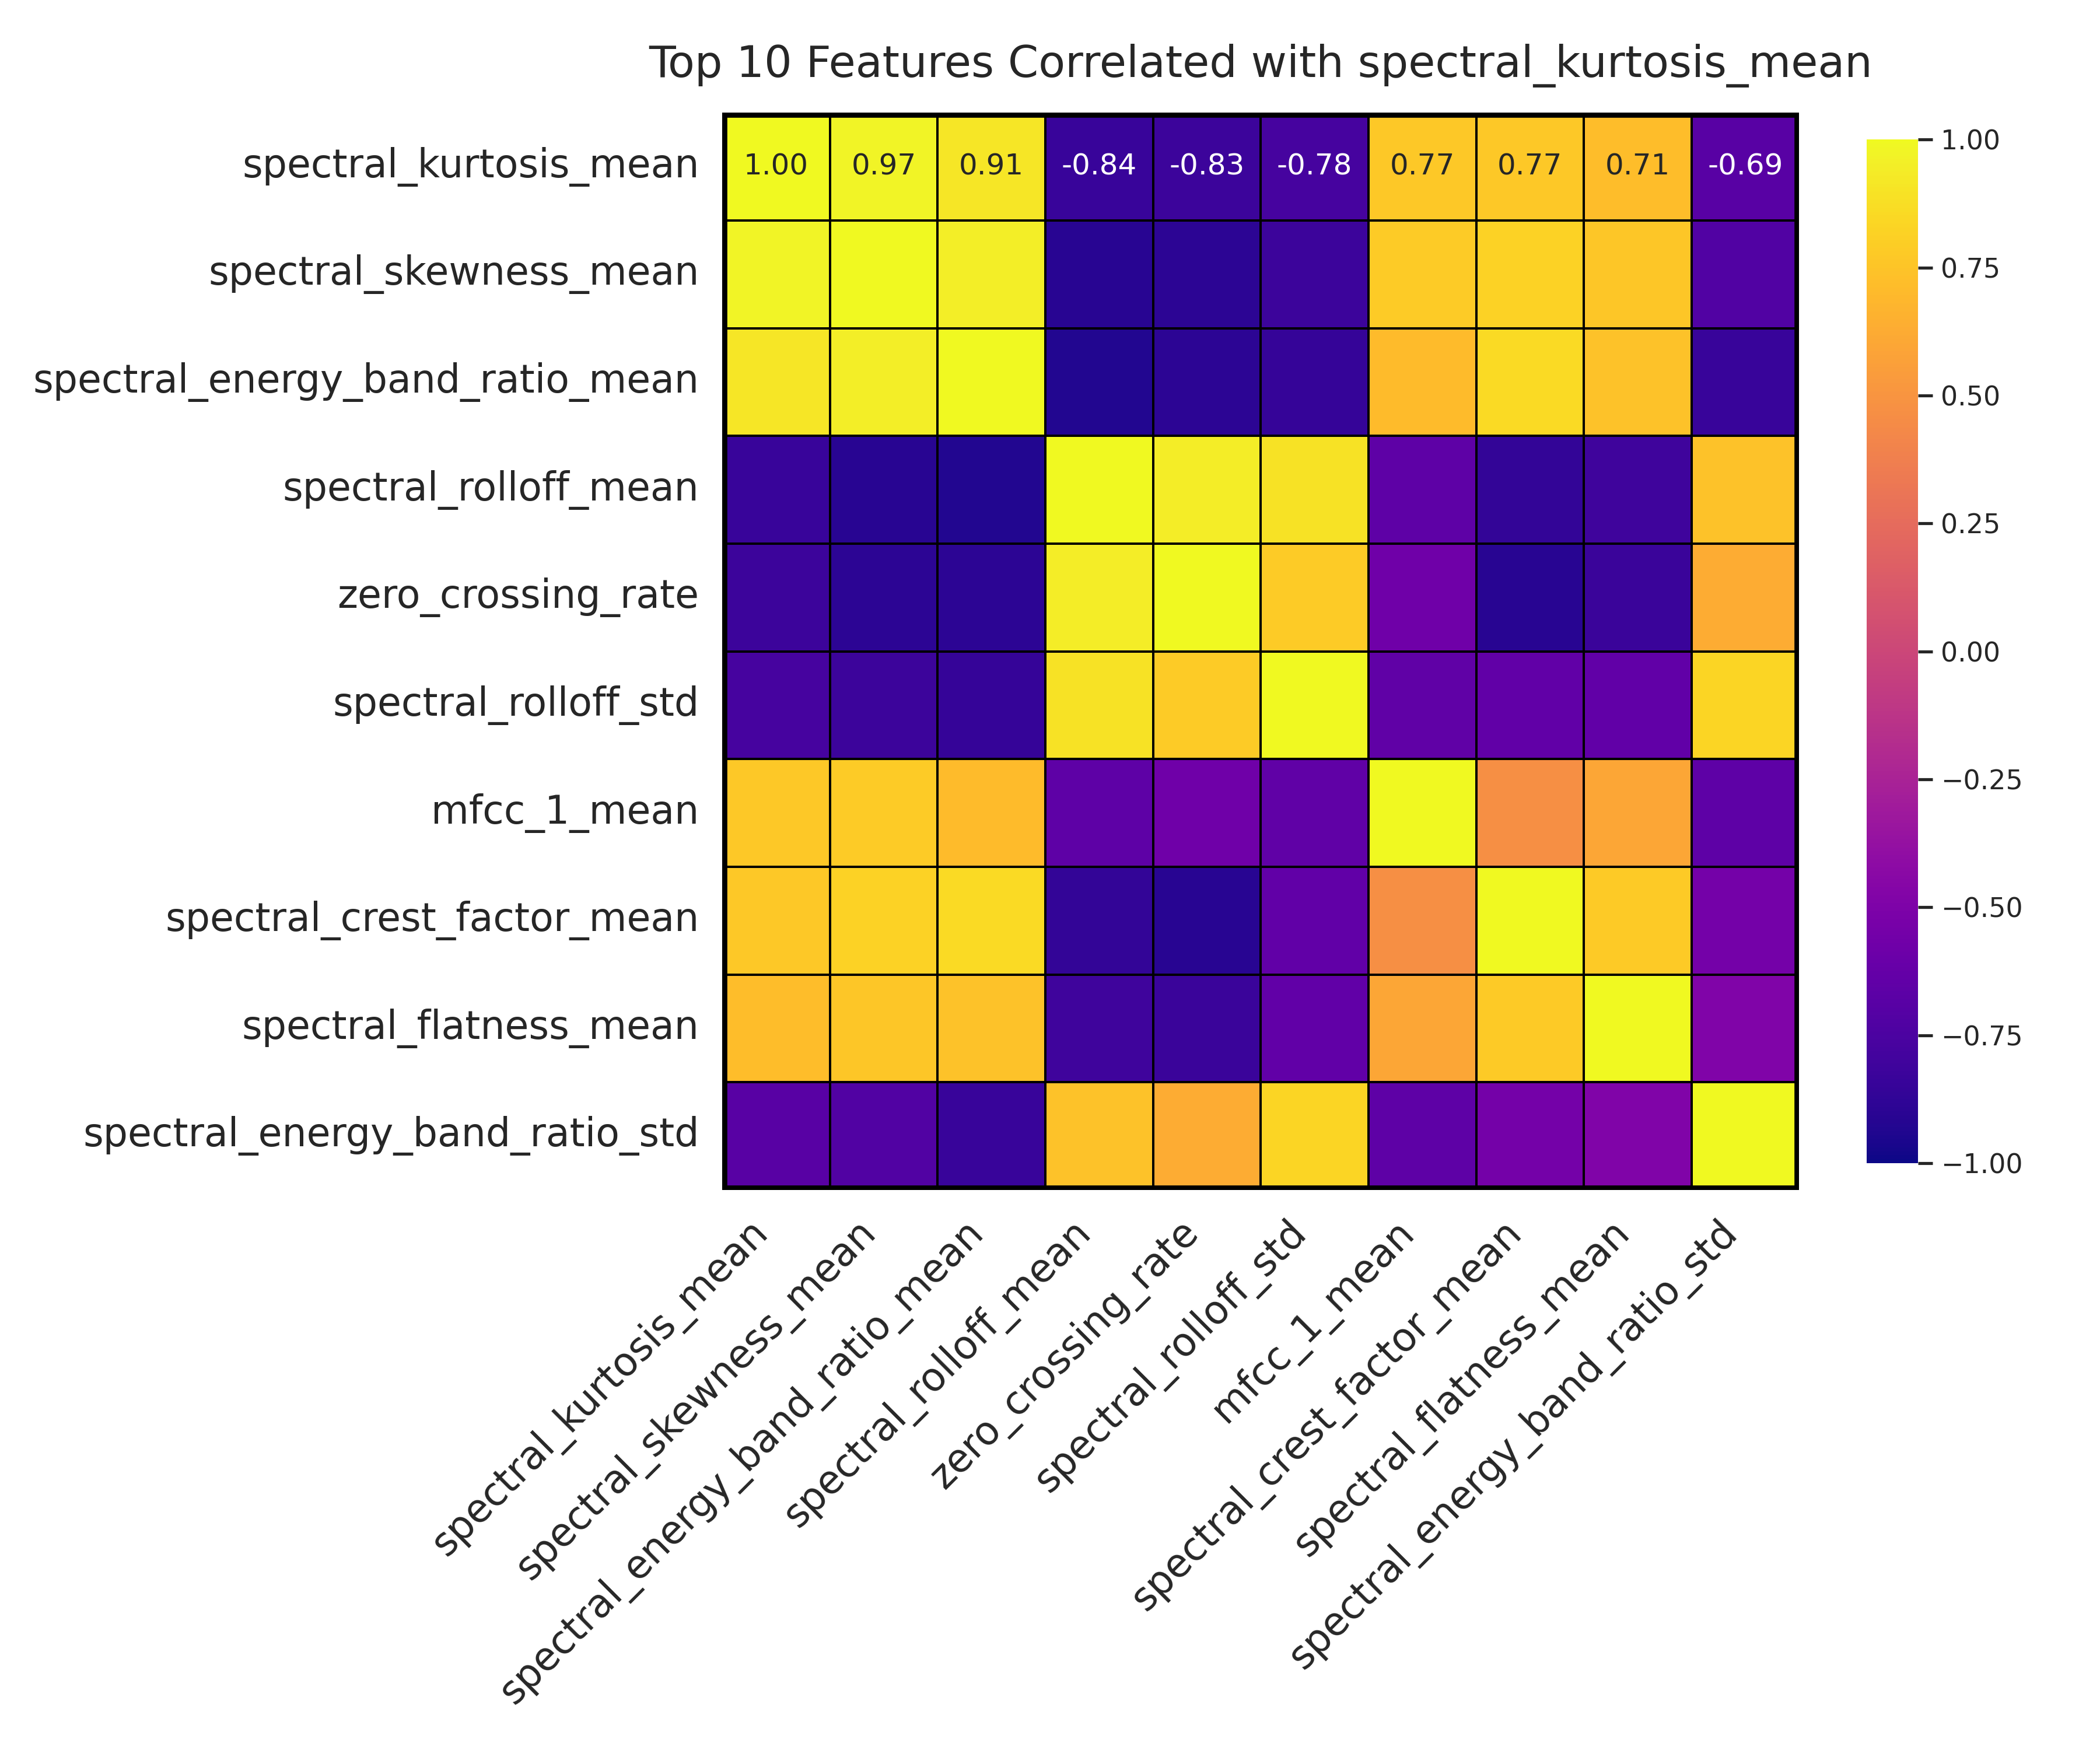 Top 10 Features Correlated with spectral_kurtosis_mean
spectral_kurtosis_mean
1.00 0.97 0.91 -0.84 -0.83 -0.78 0.77 0.77 0.71 -0.69
spectral_skewness_mean
spectral_energy_band_ratio_mean
spectral_rolloff_mean
zero_crossing_rate
spectral_rolloff_std
mfcc_1_mean
spectral_crest_factor_mean
spectral_flatness_mean
spectral_energy_band_ratio_std
1.00
0.75
0.50
0.25
0.00
−0.25
−0.50
−0.75
−1.00
spectral_kurtosis_mean
spectral_skewness_mean
spectral_energy_band_ratio_mean
spectral_rolloff_mean
zero_crossing_rate
spectral_rolloff_std
mfcc_1_mean
spectral_crest_factor_mean
spectral_flatness_mean
spectral_energy_band_ratio_std